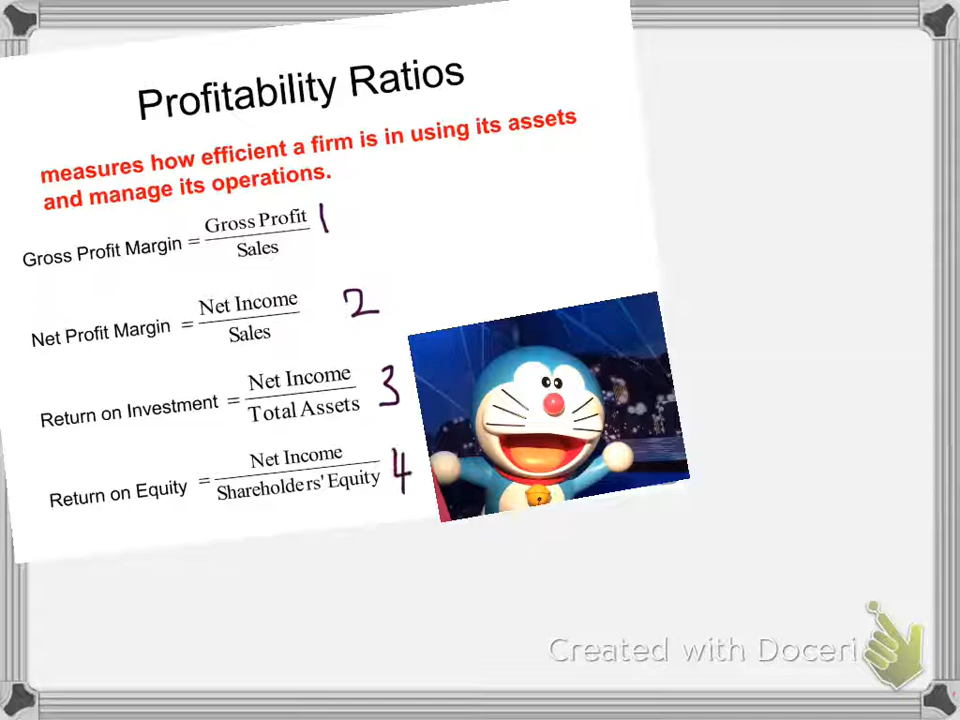 Profitability Ratios
measures how efficient a firm is in using its assets
and manage its operations.
Gross Profit Margin = Gross Profit / Sales 1
Net Profit Margin = Net Income / Sales 2
Return on Investment = Net Income / Total Assets 3
Return on Equity = Net Income / Shareholders' Equity 4
Created with Doceri